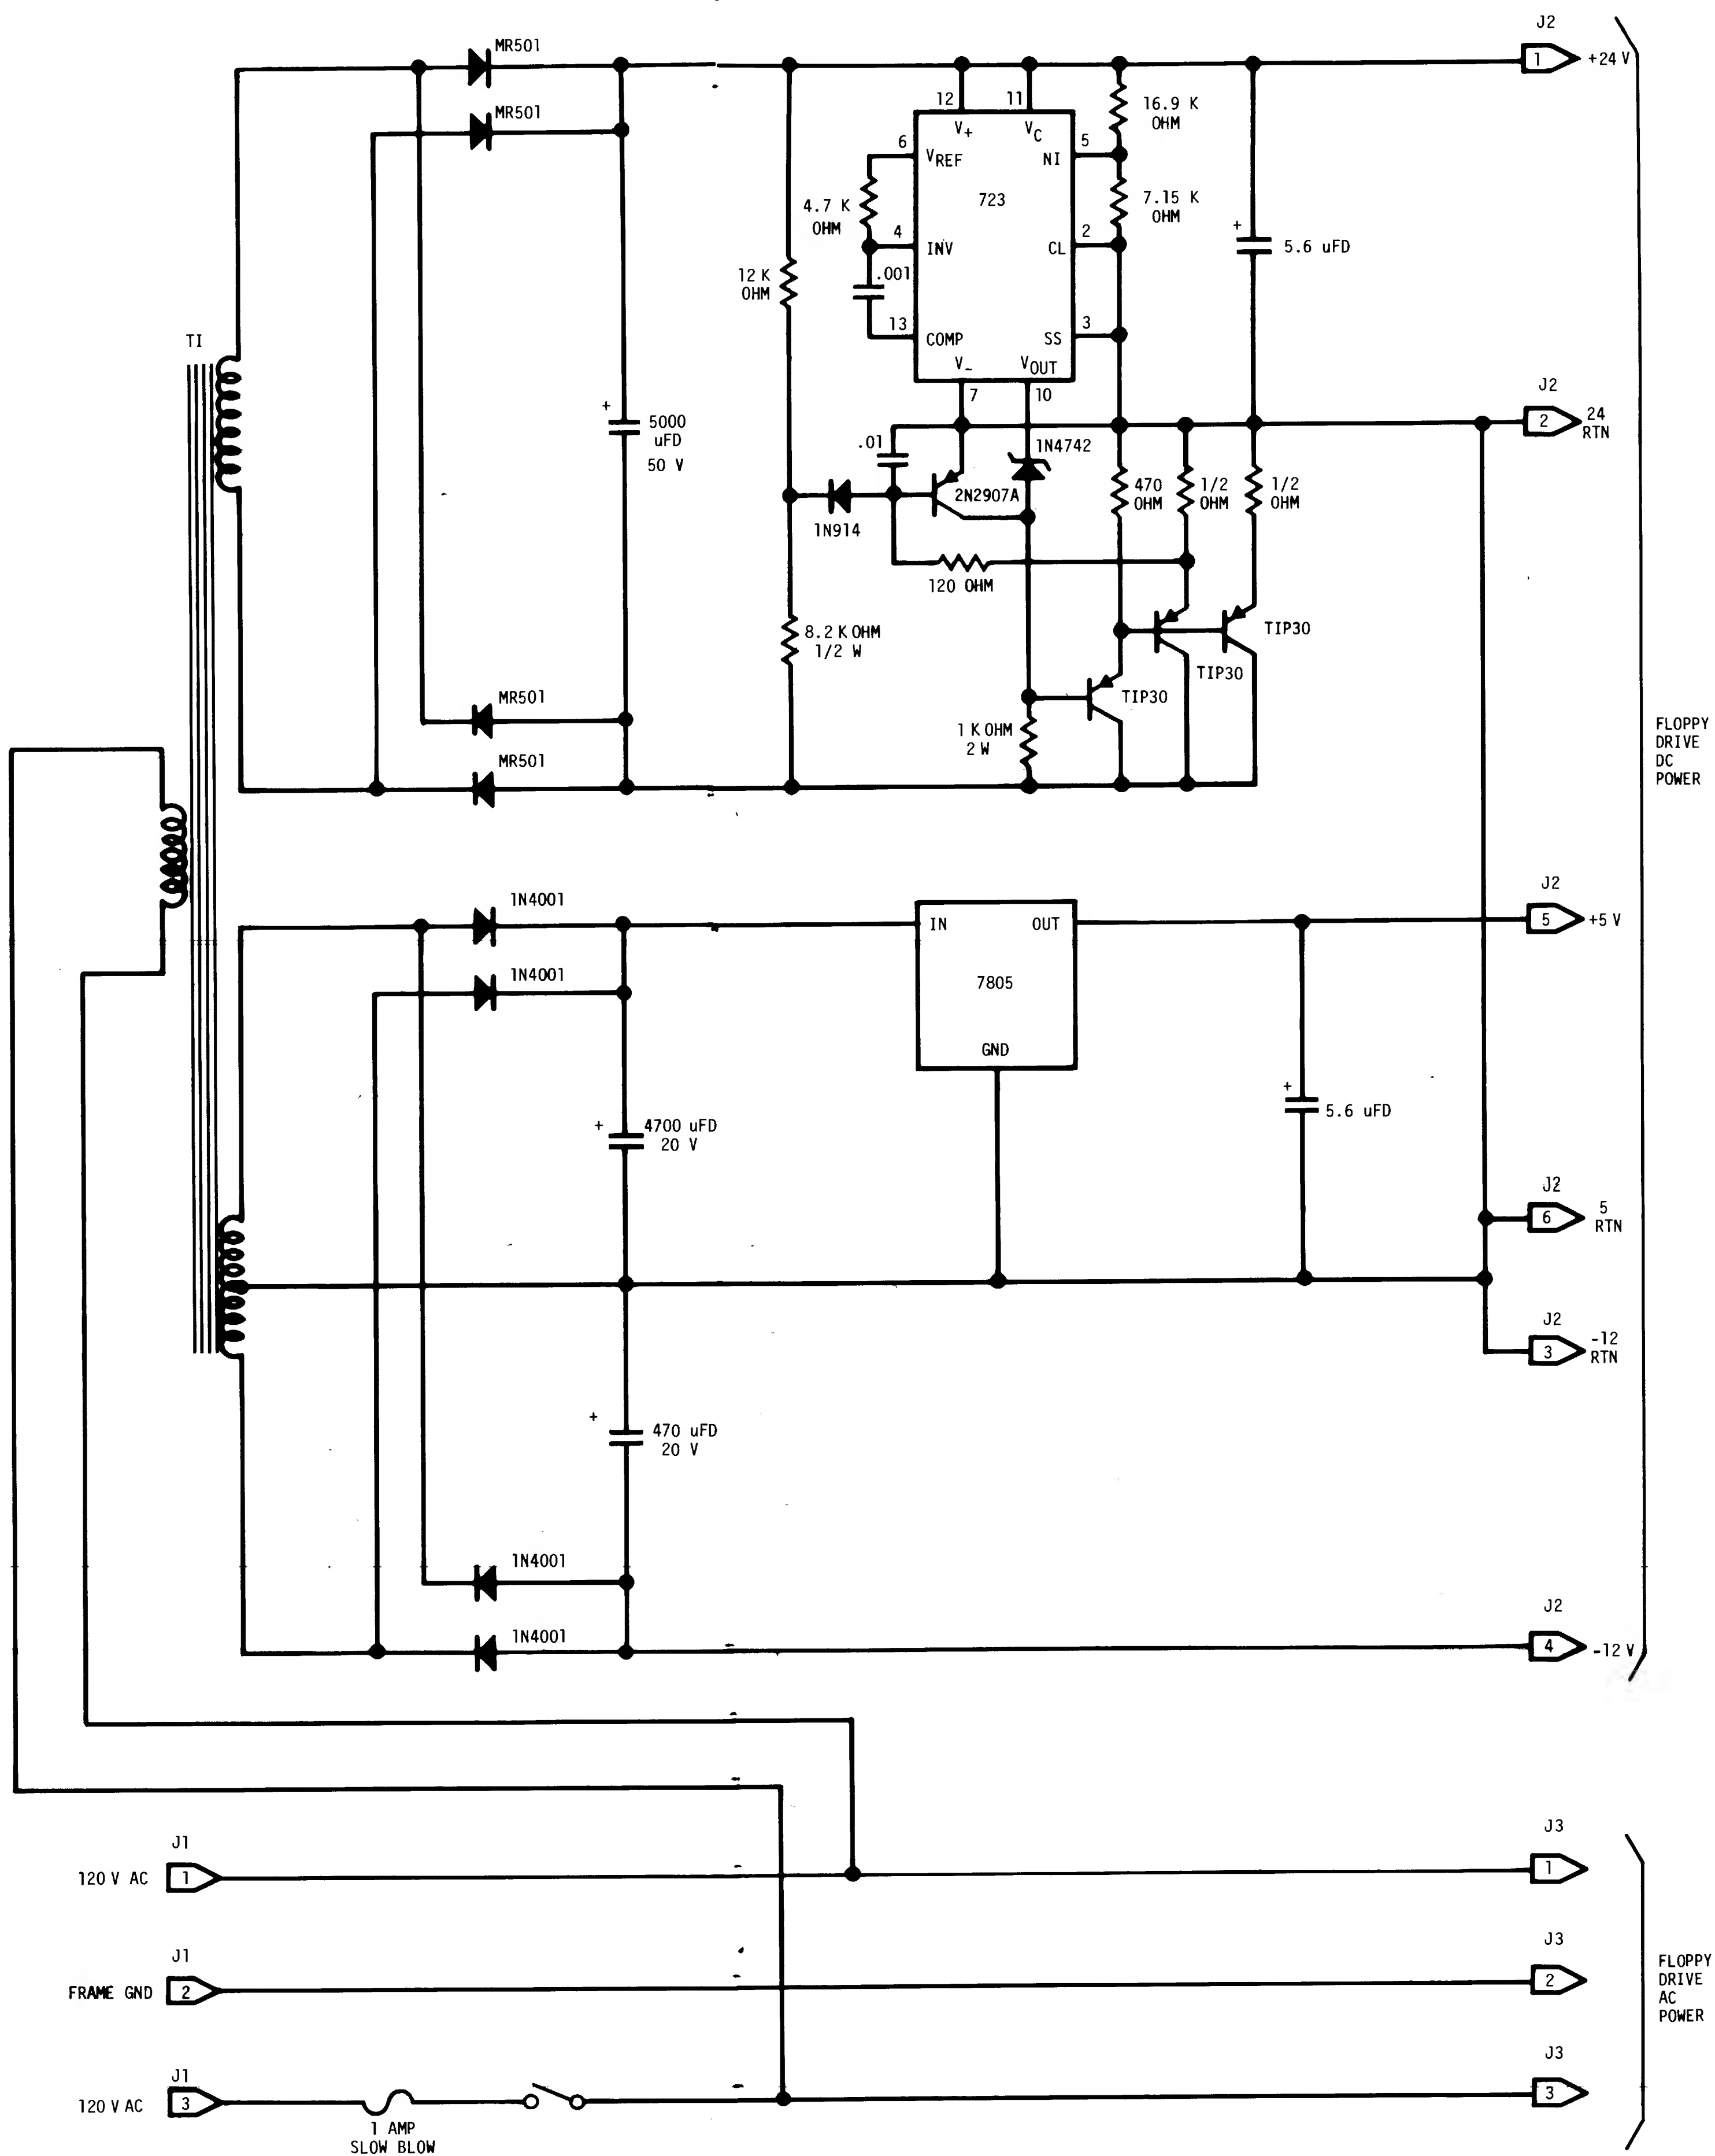 J2
1
+24 V
MR501
MR501
12
11
V+
VC
16.9 K
OHM
6
VREF
5
NI
723
7.15 K
OHM
4.7 K
OHM
4
INV
2
CL
+
5.6 uFD
12 K
OHM
.001
13
COMP
3
SS
V-
VOUT
7
10
TI
J2
2
24
RTN
+
5000
uFD
50 V
.01
1N4742
2N2907A
1N914
470
OHM
1/2
OHM
1/2
OHM
120 OHM
8.2 K OHM
1/2 W
TIP30
TIP30
TIP30
MR501
1 K OHM
2 W
MR501
FLOPPY
DRIVE
DC
POWER
1N4001
IN
OUT
7805
GND
J2
5
+5 V
1N4001
+
4700 uFD
20 V
+
5.6 uFD
J2
6
5
RTN
J2
3
-12
RTN
+
470 uFD
20 V
1N4001
1N4001
J2
4
-12 V
J1
120 V AC
1
J3
1
J1
FRAME GND
2
J3
2
FLOPPY
DRIVE
AC
POWER
J1
120 V AC
3
1 AMP
SLOW BLOW
J3
3